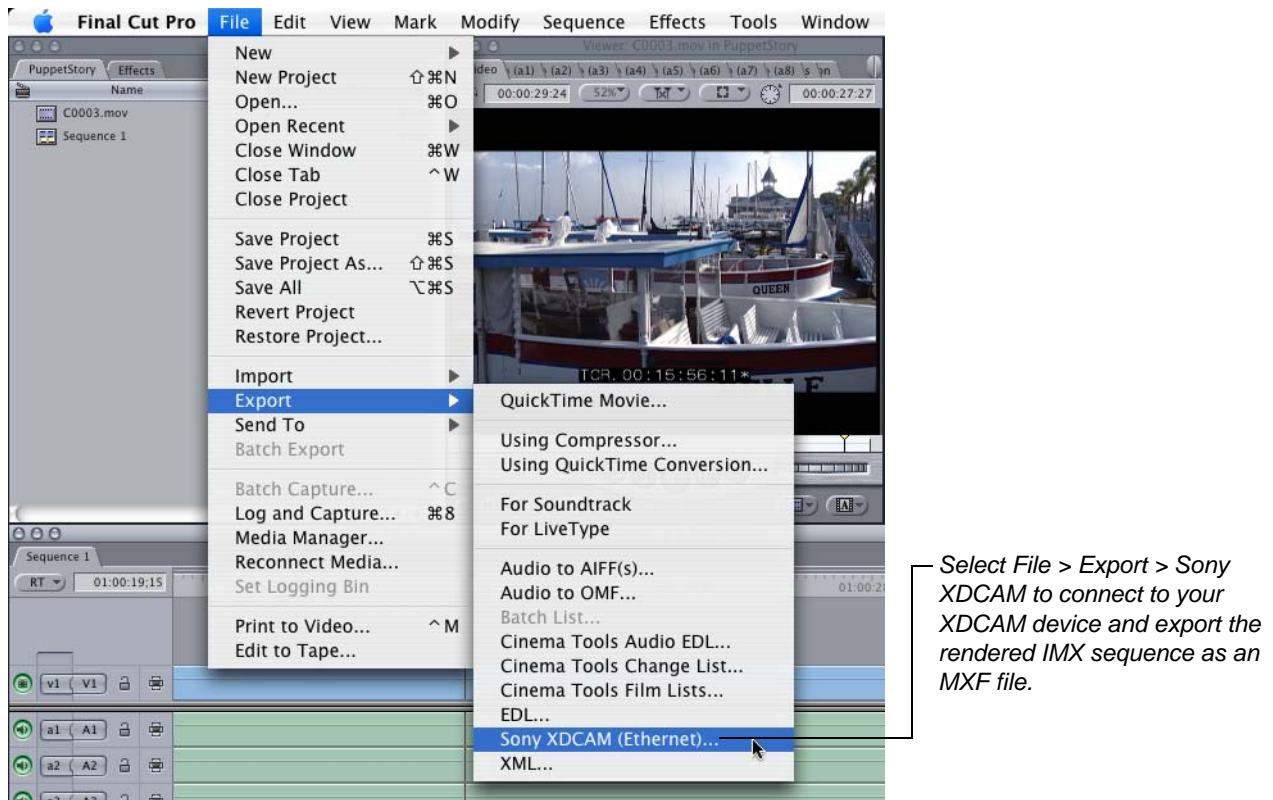 Final Cut Pro File Edit View Mark Modify Sequence Effects Tools Window
Viewer: C0003.mov in PuppetStory
PuppetStory Effects
Name
C0003.mov
Sequence 1
New
New Project ⇧⌘N
Open... ⌘O
Open Recent
Close Window ⌘W
Close Tab ^W
Close Project
Save Project ⌘S
Save Project As... ⇧⌘S
Save All ⌥⌘S
Revert Project
Restore Project...
Import
Export
Send To
Batch Export
Batch Capture... ^C
Log and Capture... ⌘8
Media Manager...
Reconnect Media...
Set Logging Bin
Print to Video... ^M
Edit to Tape...
(a1) (a2) (a3) (a4) (a5) (a6) (a7) (a8)
00:00:29:24 52% 00:00:27:27
QUEEN
TCR. 00:15:56:11*
QuickTime Movie...
Using Compressor...
Using QuickTime Conversion...
For Soundtrack
For LiveType
Audio to AIFF(s)...
Audio to OMF...
Batch List...
Cinema Tools Audio EDL...
Cinema Tools Change List...
Cinema Tools Film Lists...
EDL...
Sony XDCAM (Ethernet)...
XML...
Sequence 1
RT 01:00:19;15
v1 V1
a1 A1
a2 A2
Select File > Export > Sony
XDCAM to connect to your
XDCAM device and export the
rendered IMX sequence as an
MXF file.